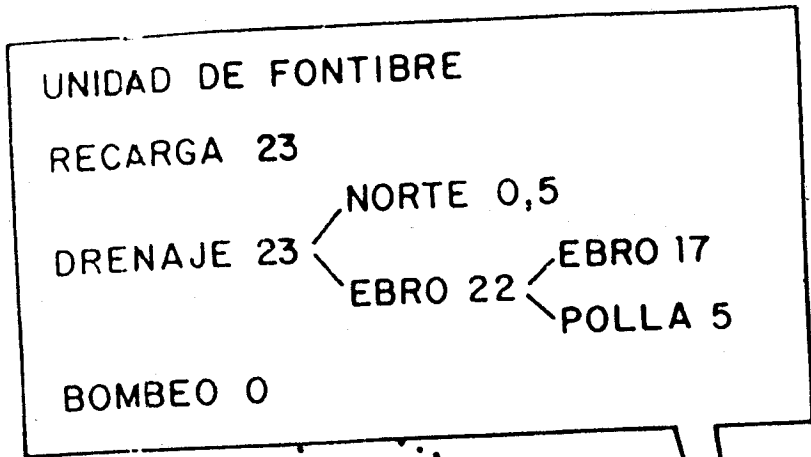 UNIDAD DE FONTIBRE
RECARGA 23
NORTE 0,5
DRENAJE 23
EBRO 17
EBRO 22
POLLA 5
BOMBEO 0